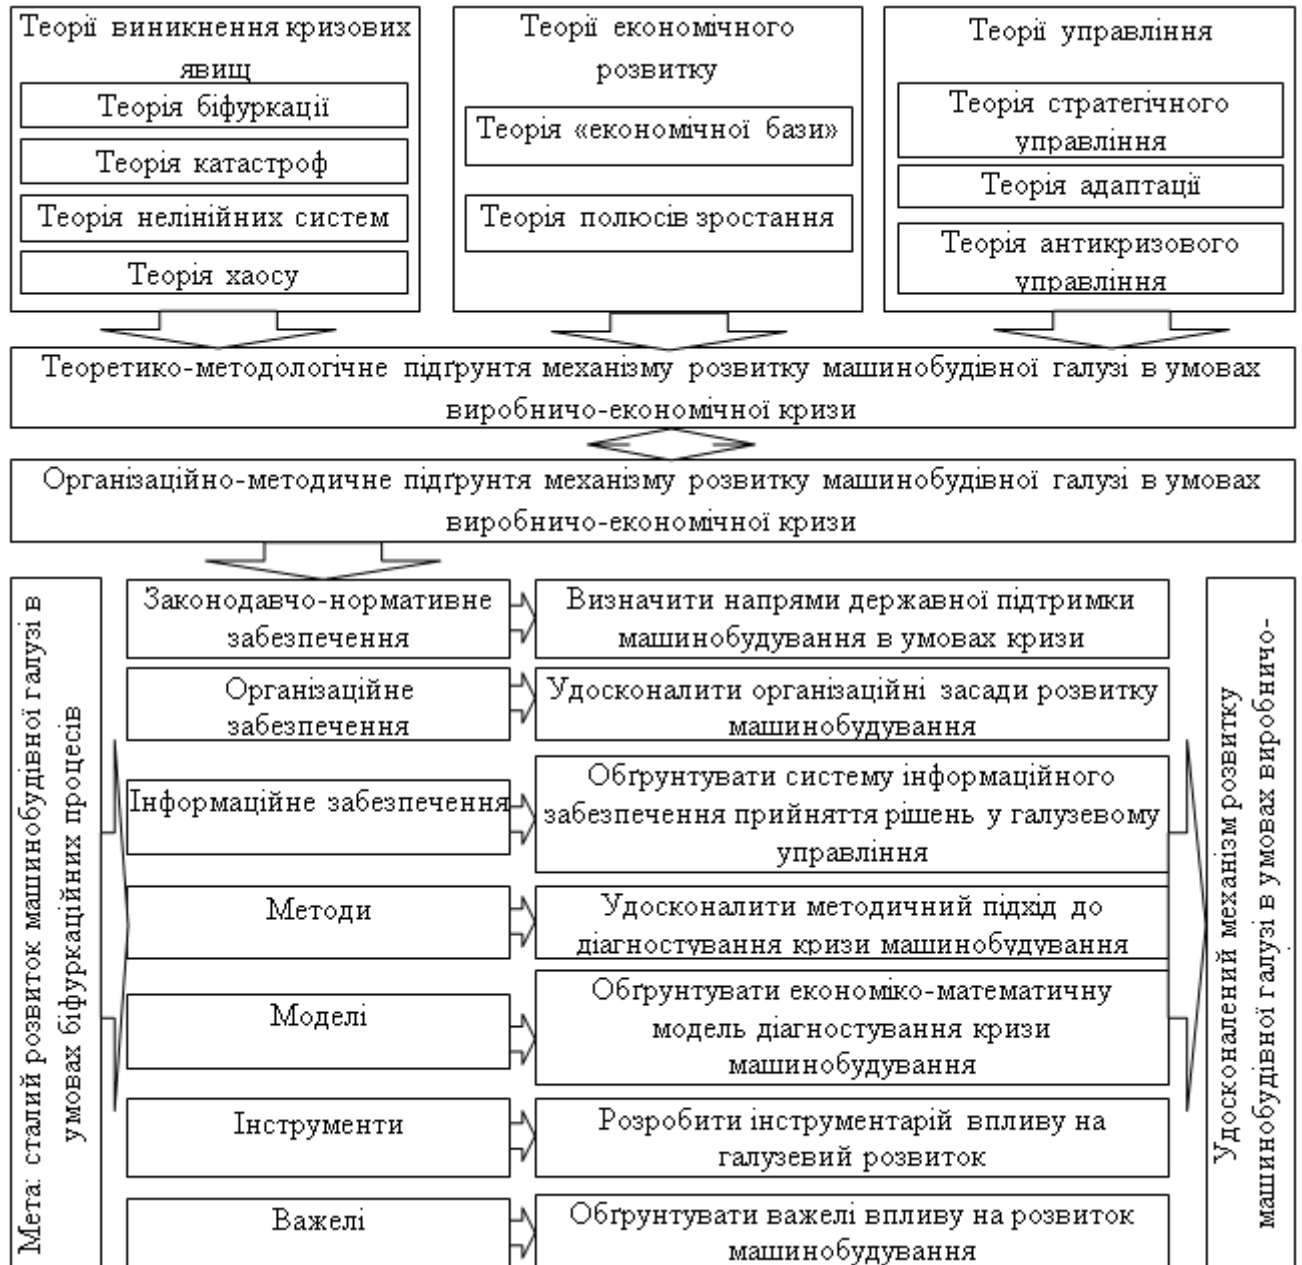 Теорії виникнення кризових
явищ
Теорія біфуркації
Теорія катастроф
Теорія нелінійних систем
Теорія хаосу
Теорії економічного
розвитку
Теорія «економічної бази»
Теорія полюсів зростання
Теорії управління
Теорія стратегічного
управління
Теорія адаптації
Теорія антикризового
управління
Теоретико-методологічне підґрунтя механізму розвитку машинобудівної галузі в умовах
виробничо-економічної кризи
Організаційно-методичне підґрунтя механізму розвитку машинобудівної галузі в умовах
виробничо-економічної кризи
Мета: сталий розвиток машинобудівної галузі в
умовах біфуркаційних процесів
Законодавчо-нормативне
забезпечення
Визначити напрями державної підтримки
машинобудування в умовах кризи
Організаційне
забезпечення
Удосконалити організаційні засади розвитку
машинобудування
Інформаційне забезпечення
Обґрунтувати систему інформаційного
забезпечення прийняття рішень у галузевому
управління
Методи
Удосконалити методичний підхід до
діагностування кризи машинобудування
Моделі
Обґрунтувати економіко-математичну
модель діагностування кризи
машинобудування
Інструменти
Розробити інструментарій впливу на
галузевий розвиток
Важелі
Обґрунтувати важелі впливу на розвиток
машинобудування
Удосконалений механізм розвитку
машинобудівної галузі в умовах виробничо-